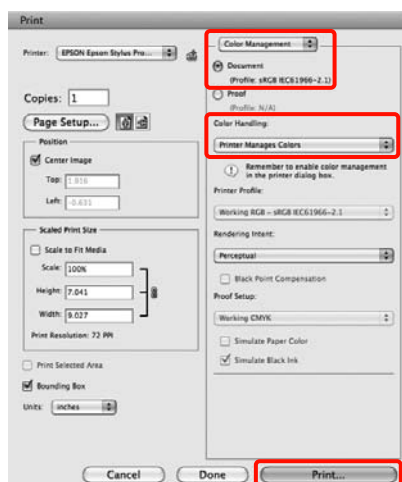 Print
Printer: EPSON Epson Stylus Pro...
Copies: 1
Page Setup...
Position
Center Image
Top: 1.916
Left: -0.631
Scaled Print Size
Scale to Fit Media
Scale: 100%
Height: 7.041
Width: 9.027
Print Resolution: 72 PPI
Print Selected Area
Bounding Box
Units: inches
Color Management
Document
(Profile: sRGB IEC61966-2.1)
Proof
(Profile: N/A)
Color Handling:
Printer Manages Colors
Remember to enable color management
in the printer dialog box.
Printer Profile:
Working RGB - sRGB IEC61966-2.1
Rendering Intent:
Perceptual
Black Point Compensation
Proof Setup:
Working CMYK
Simulate Paper Color
Simulate Black Ink
Cancel
Done
Print...